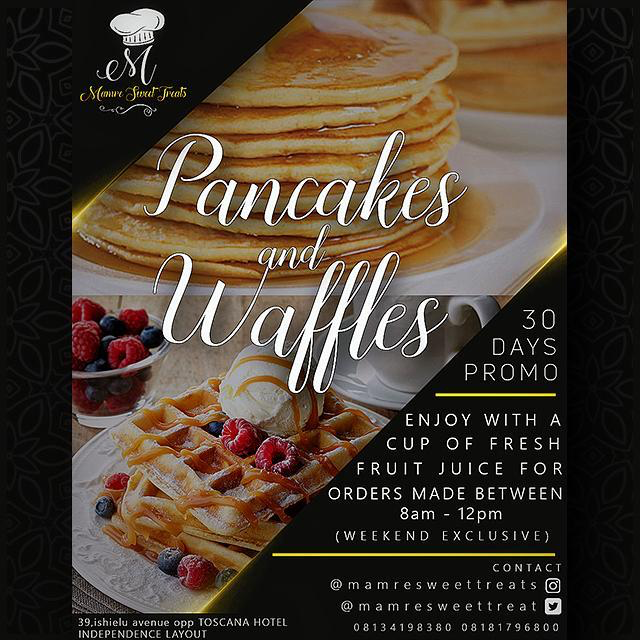 M
Mamre Sweet Treats
Pancakes
and
Waffles
30
DAYS
PROMO
ENJOY WITH A
CUP OF FRESH
FRUIT JUICE FOR
ORDERS MADE BETWEEN
8am - 12pm
(WEEKEND EXCLUSIVE)
CONTACT
@mamresweettreats
@mamresweettreat
08134198380 08181796800
39,ishielu avenue opp TOSCANA HOTEL
INDEPENDENCE LAYOUT